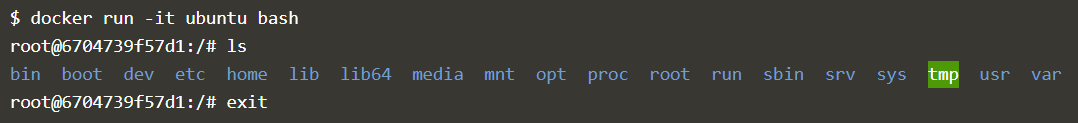 $ docker run -it ubuntu bash
root@6704739f57d1:/# ls
bin boot dev etc home lib lib64 media mnt opt proc root run sbin srv sys tmp usr var
root@6704739f57d1:/# exit